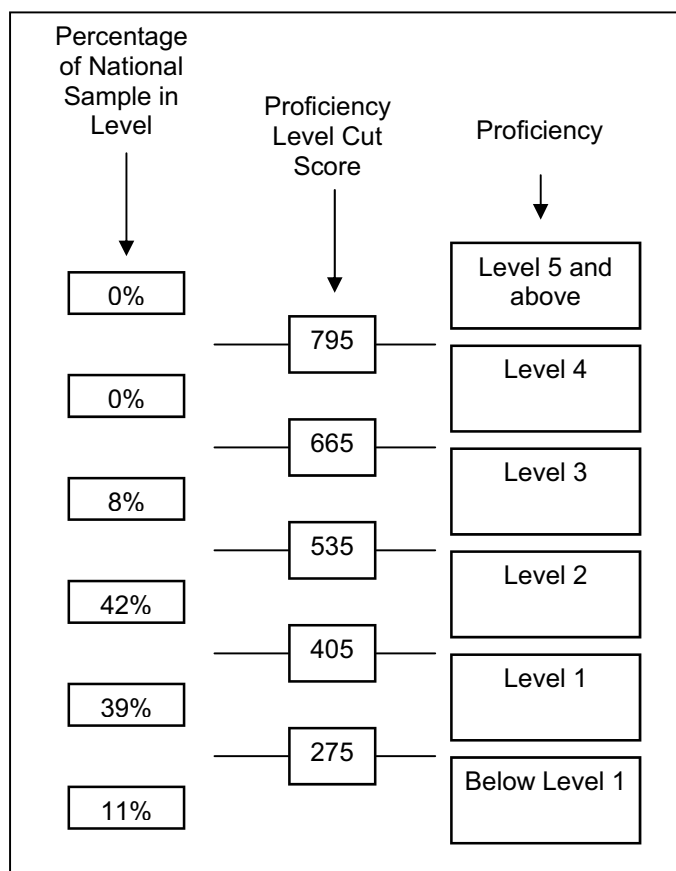 Percentage
of National
Sample in
Level
Proficiency
Level Cut
Score
Proficiency
0%
Level 5 and
above
795
0%
Level 4
665
8%
Level 3
535
42%
Level 2
405
39%
Level 1
275
11%
Below Level 1